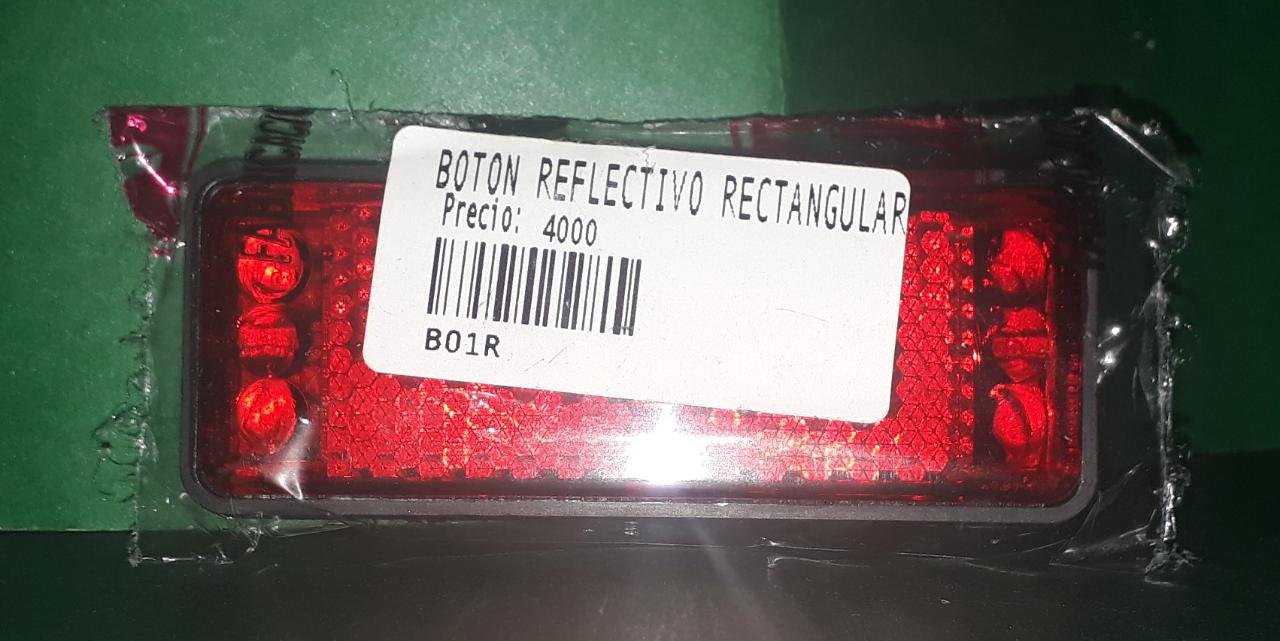 BOTON REFLECTIVO RECTANGULAR
Precio: 4000
B01R